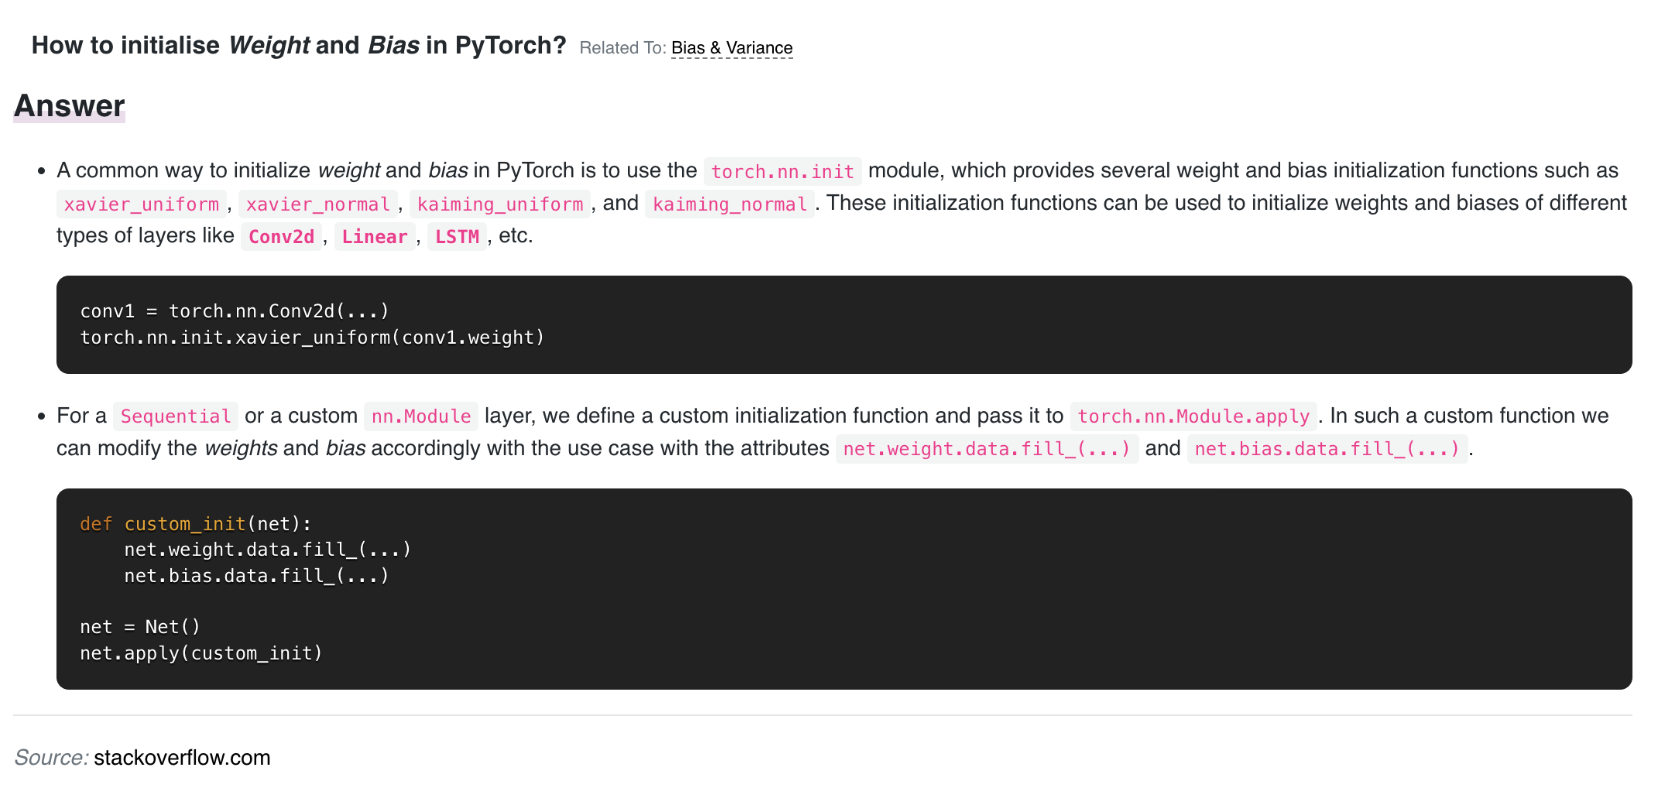 How to initialise Weight and Bias in PyTorch? Related To: Bias & Variance
Answer
• A common way to initialize weight and bias in PyTorch is to use the torch.nn.init module, which provides several weight and bias initialization functions such as
xavier_uniform , xavier_normal , kaiming_uniform , and kaiming_normal . These initialization functions can be used to initialize weights and biases of different
types of layers like Conv2d , Linear , LSTM , etc.
conv1 = torch.nn.Conv2d(...)
torch.nn.init.xavier_uniform(conv1.weight)
• For a Sequential or a custom nn.Module layer, we define a custom initialization function and pass it to torch.nn.Module.apply . In such a custom function we
can modify the weights and bias accordingly with the use case with the attributes net.weight.data.fill_(...) and net.bias.data.fill_(...) .
def custom_init(net):
    net.weight.data.fill_(...)
    net.bias.data.fill_(...)
net = Net()
net.apply(custom_init)
Source: stackoverflow.com